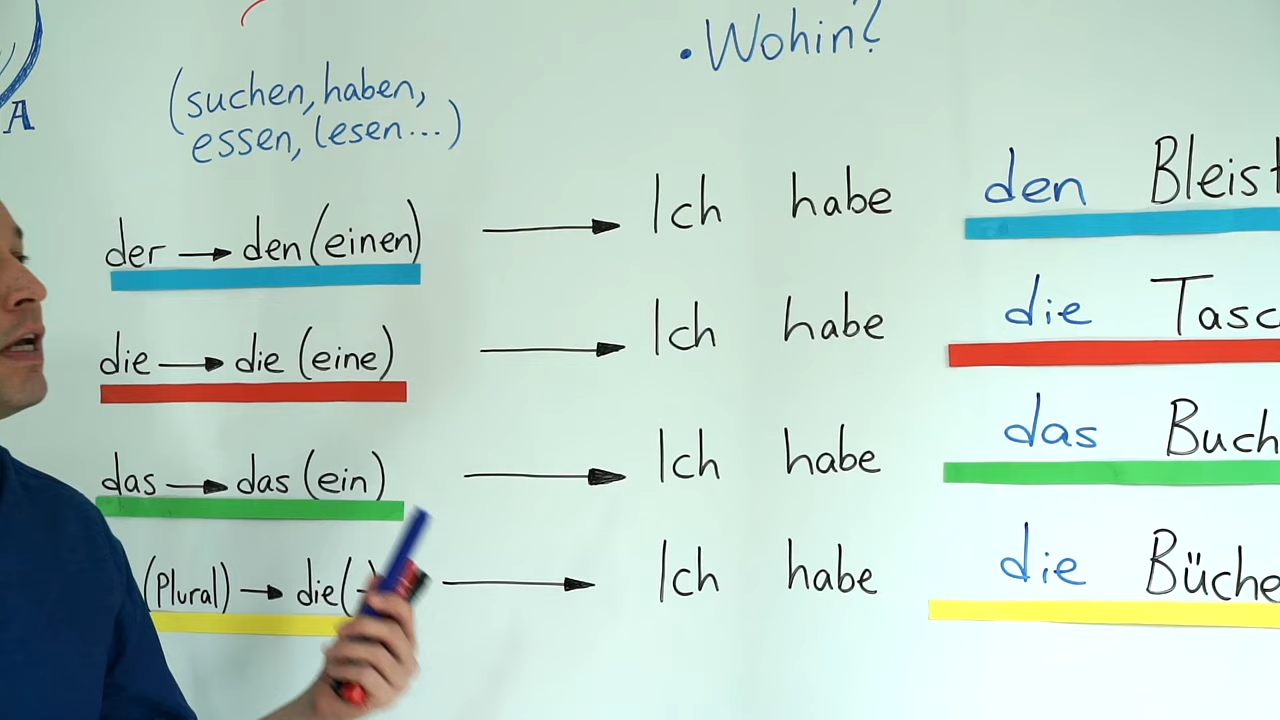 • Wohin?
(suchen, haben,
essen, lesen...)
A
der → den (einen) → Ich habe den Bleist
die → die (eine) → Ich habe die Tasc
das → das (ein) → Ich habe das Buch
(Plural) → die (- → Ich habe die Büche